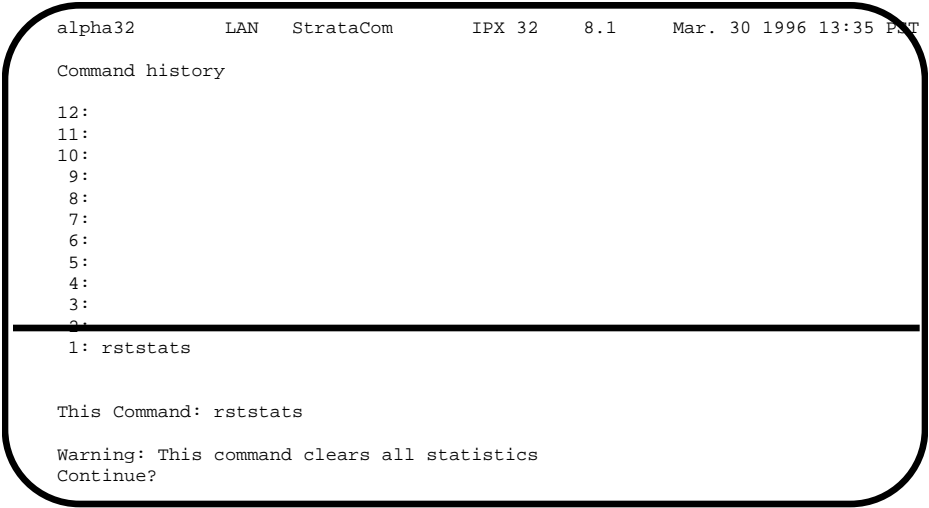 alpha32 LAN StrataCom IPX 32 8.1 Mar. 30 1996 13:35 PST
Command history
12:
11:
10:
9:
8:
7:
6:
5:
4:
3:
2:
1: rststats
This Command: rststats
Warning: This command clears all statistics
Continue?